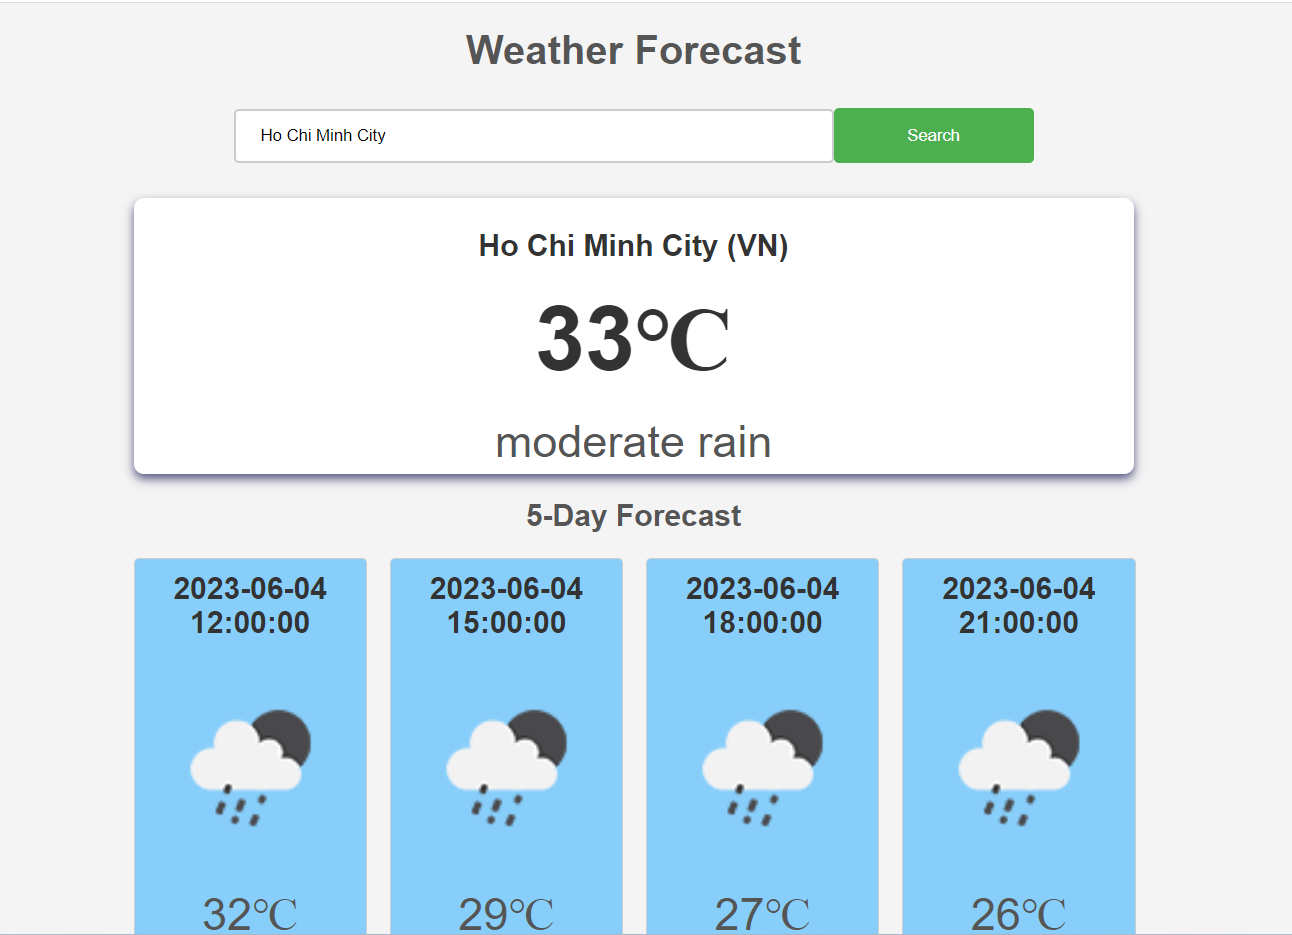 Weather Forecast
Ho Chi Minh City
Search
Ho Chi Minh City (VN)
33℃
moderate rain
5-Day Forecast
2023-06-04
12:00:00
32℃
2023-06-04
15:00:00
29℃
2023-06-04
18:00:00
27℃
2023-06-04
21:00:00
26℃